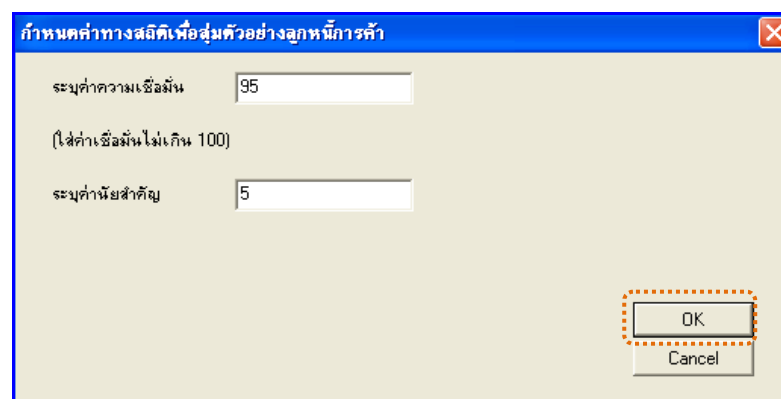 กำหนดค่าทางสถิติเพื่อสุ่มตัวอย่างลูกหนี้การค้า
ระบุค่าความเชื่อมั่น 95
(ใส่ค่าเชื่อมั่นไม่เกิน 100)
ระบุค่านัยสำคัญ 5
OK
Cancel